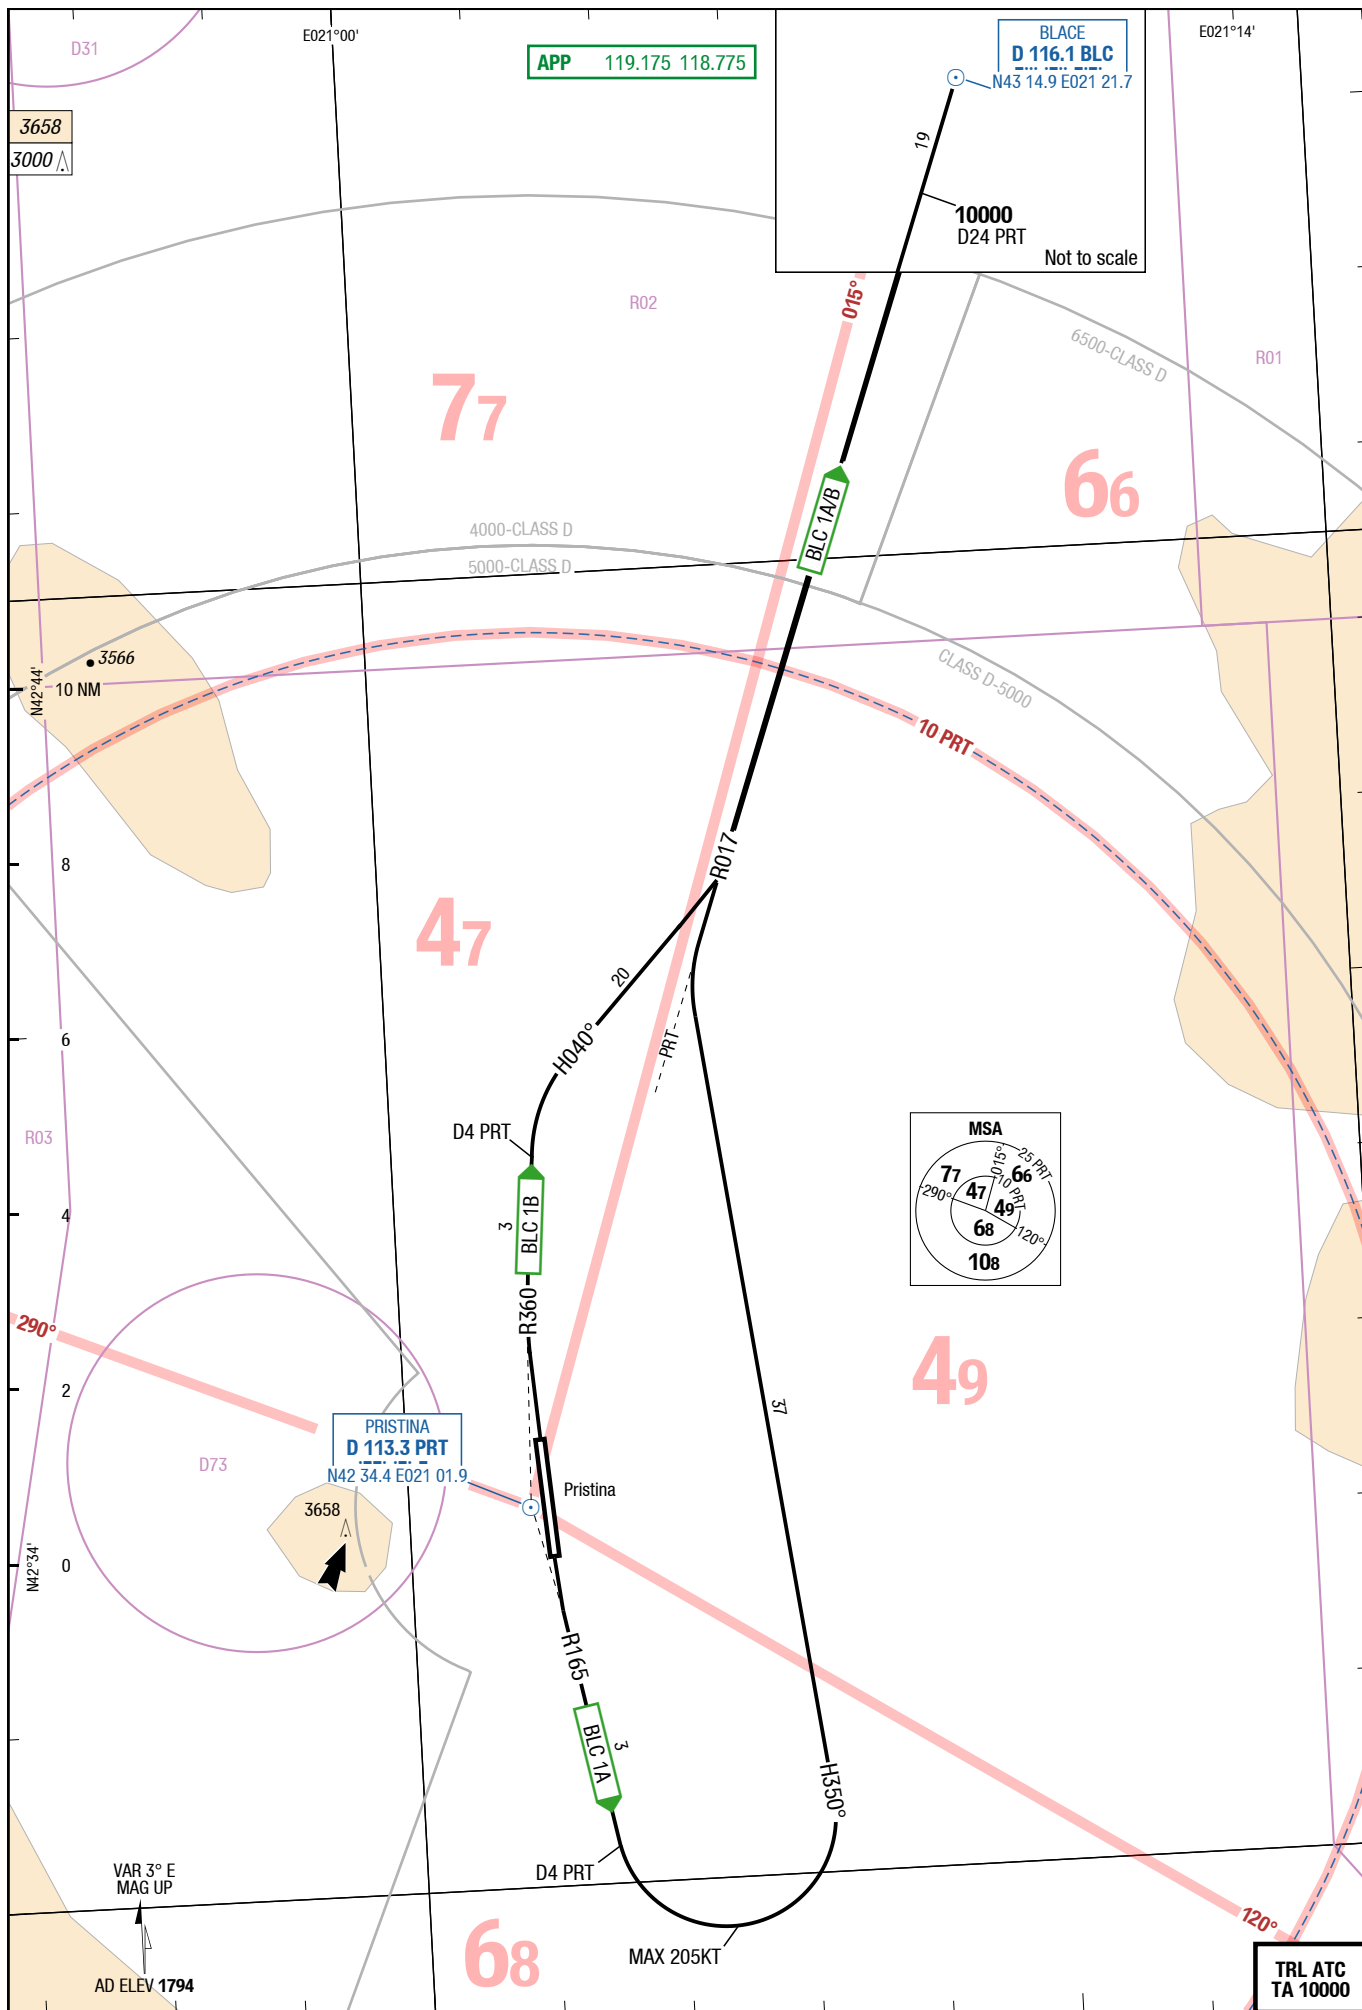 D31
E021°00'
APP 119.175 118.775
BLACE
D 116.1 BLC
N43 14.9 E021 21.7
E021°14'
3658
3000
19
10000
D24 PRT
Not to scale
015°
R02
6500-CLASS D
R01
77
66
BLC 1A/B
4000-CLASS D
5000-CLASS D
3566
N42°44'
10 NM
CLASS D-5000
10 PRT
R017
8
47
20
H040°
PRT
6
R03
D4 PRT
MSA
015°
25 PRT
77
66
47
10 PRT
290°
49
68
120°
108
4
3
BLC 1B
R360
290°
49
2
37
PRISTINA
D 113.3 PRT
N42 34.4 E021 01.9
D73
Pristina
3658
N42°34'
0
R165
BLC 1A
3
H350°
VAR 3° E
MAG UP
D4 PRT
120°
68
MAX 205KT
AD ELEV 1794
TRL ATC
TA 10000